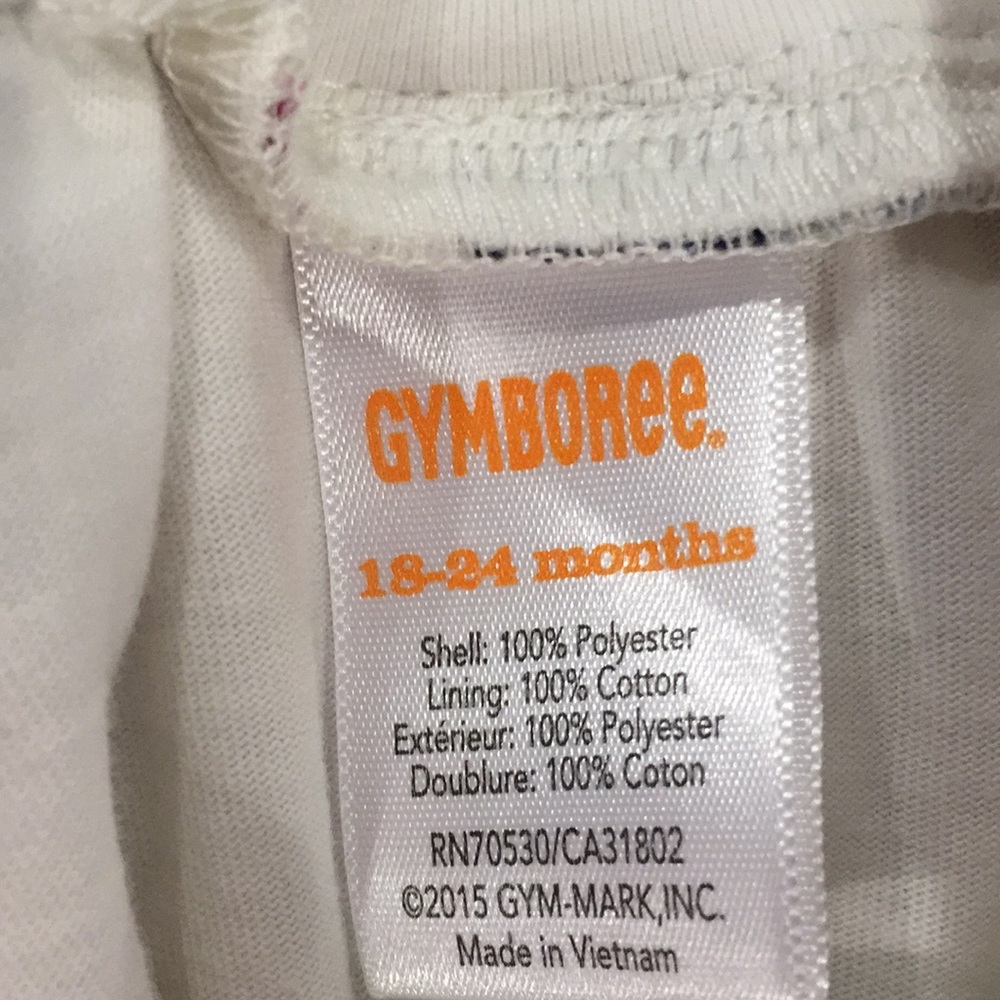 GYMBOREE®
18-24 months
Shell: 100% Polyester
Lining: 100% Cotton
Extérieur: 100% Polyester
Doublure: 100% Coton
RN70530/CA31802
©2015 GYM-MARK,INC.
Made in Vietnam